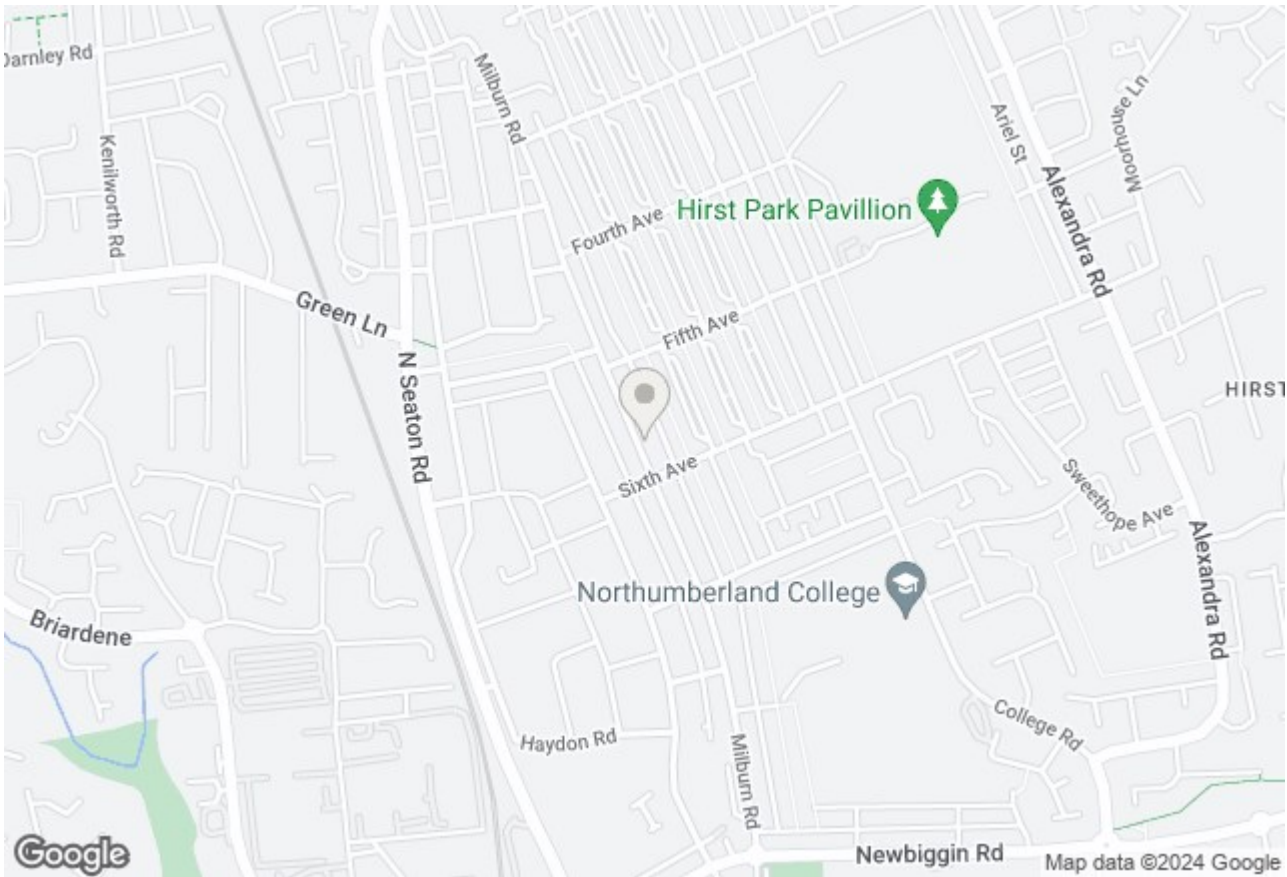 Darnley Rd
Milburn Rd
Kenilworth Rd
Ariel St
Moorhouse Ln
Alexandra Rd
Hirst Park Pavillion
Fourth Ave
Green Ln
Fifth Ave
N Seaton Rd
HIRST
Sixth Ave
Sweethope Ave
Alexandra Rd
Northumberland College
Briardene
College Rd
Haydon Rd
Milburn Rd
Newbiggin Rd
Google
Map data ©2024 Google